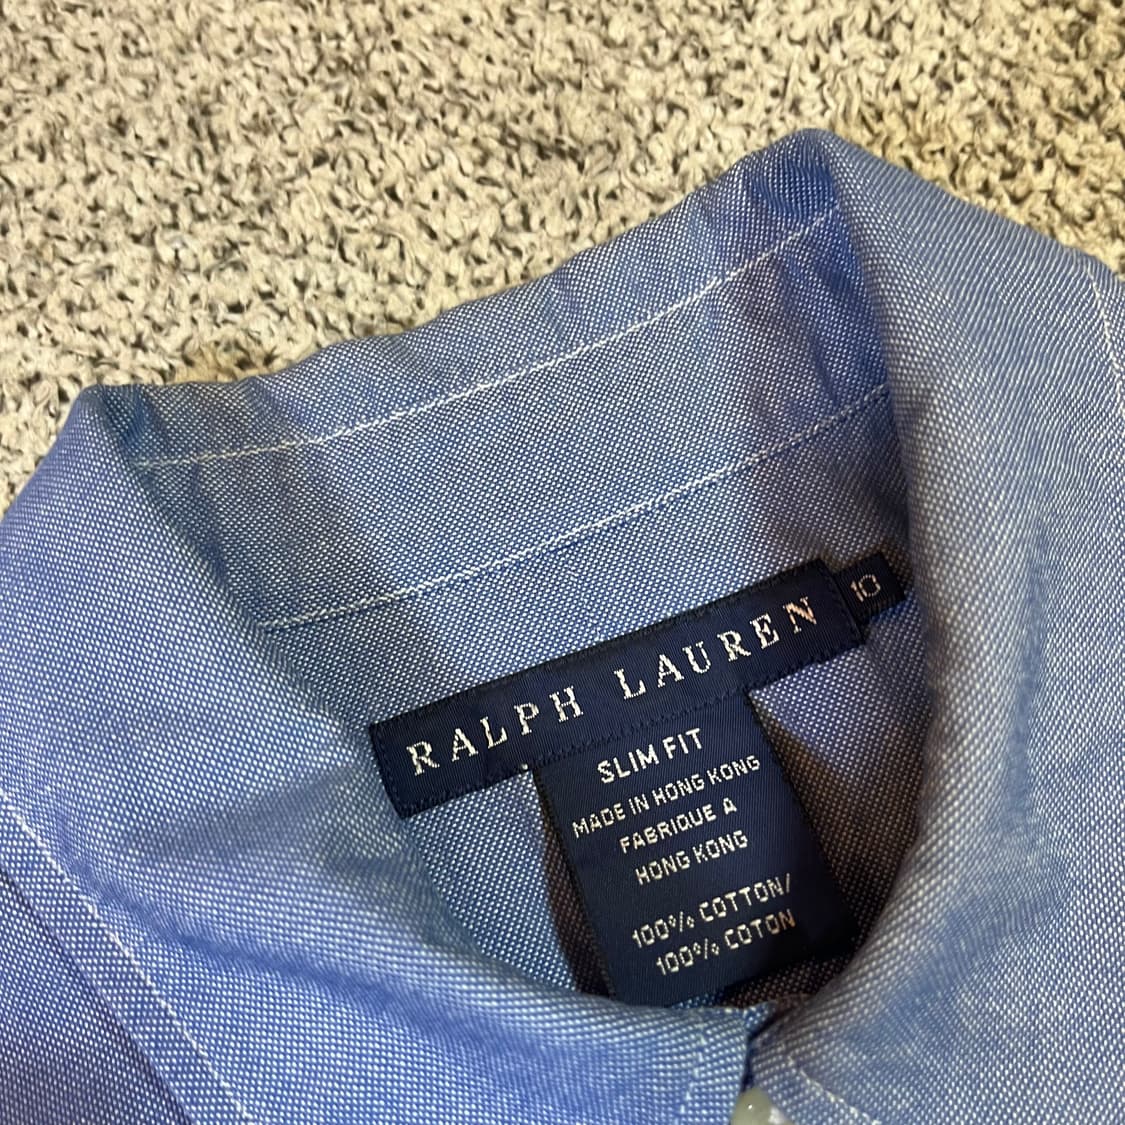 RALPH LAUREN
10
SLIM FIT
MADE IN HONG KONG
FABRIQUE A
HONG KONG
100% COTTON/
100% COTON